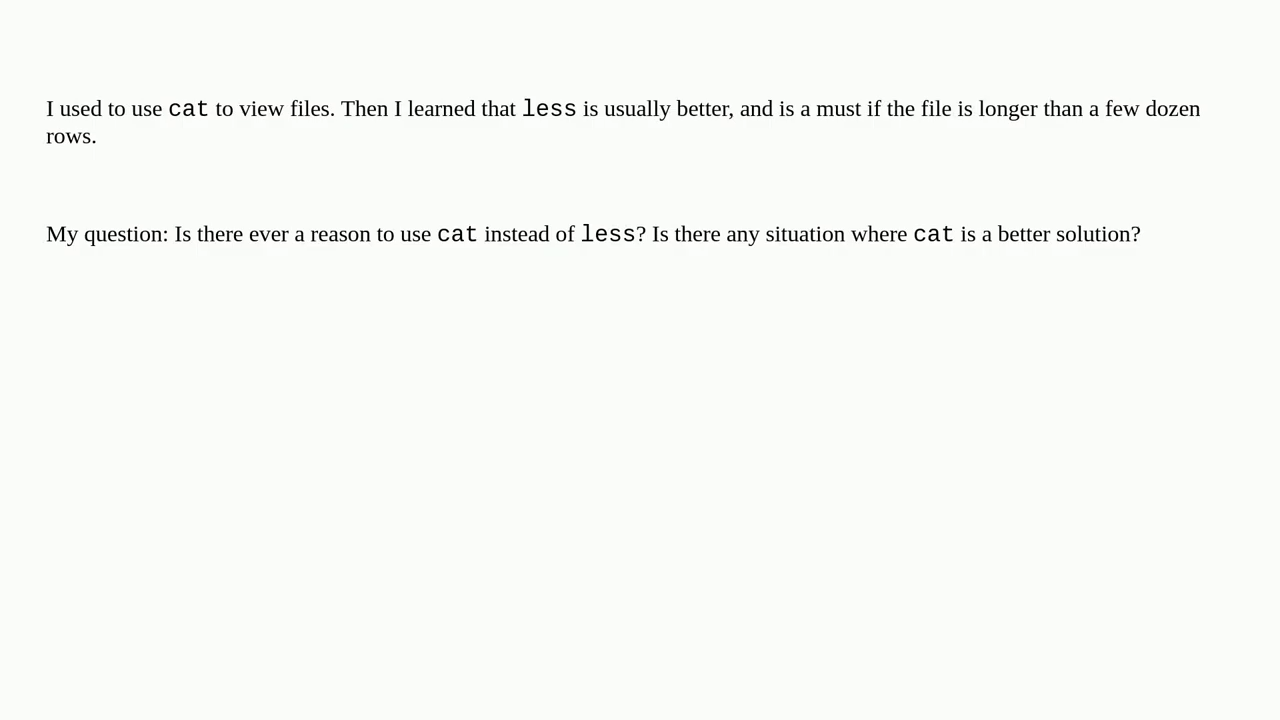 I used to use cat to view files. Then I learned that less is usually better, and is a must if the file is longer than a few dozen
rows.
My question: Is there ever a reason to use cat instead of less? Is there any situation where cat is a better solution?